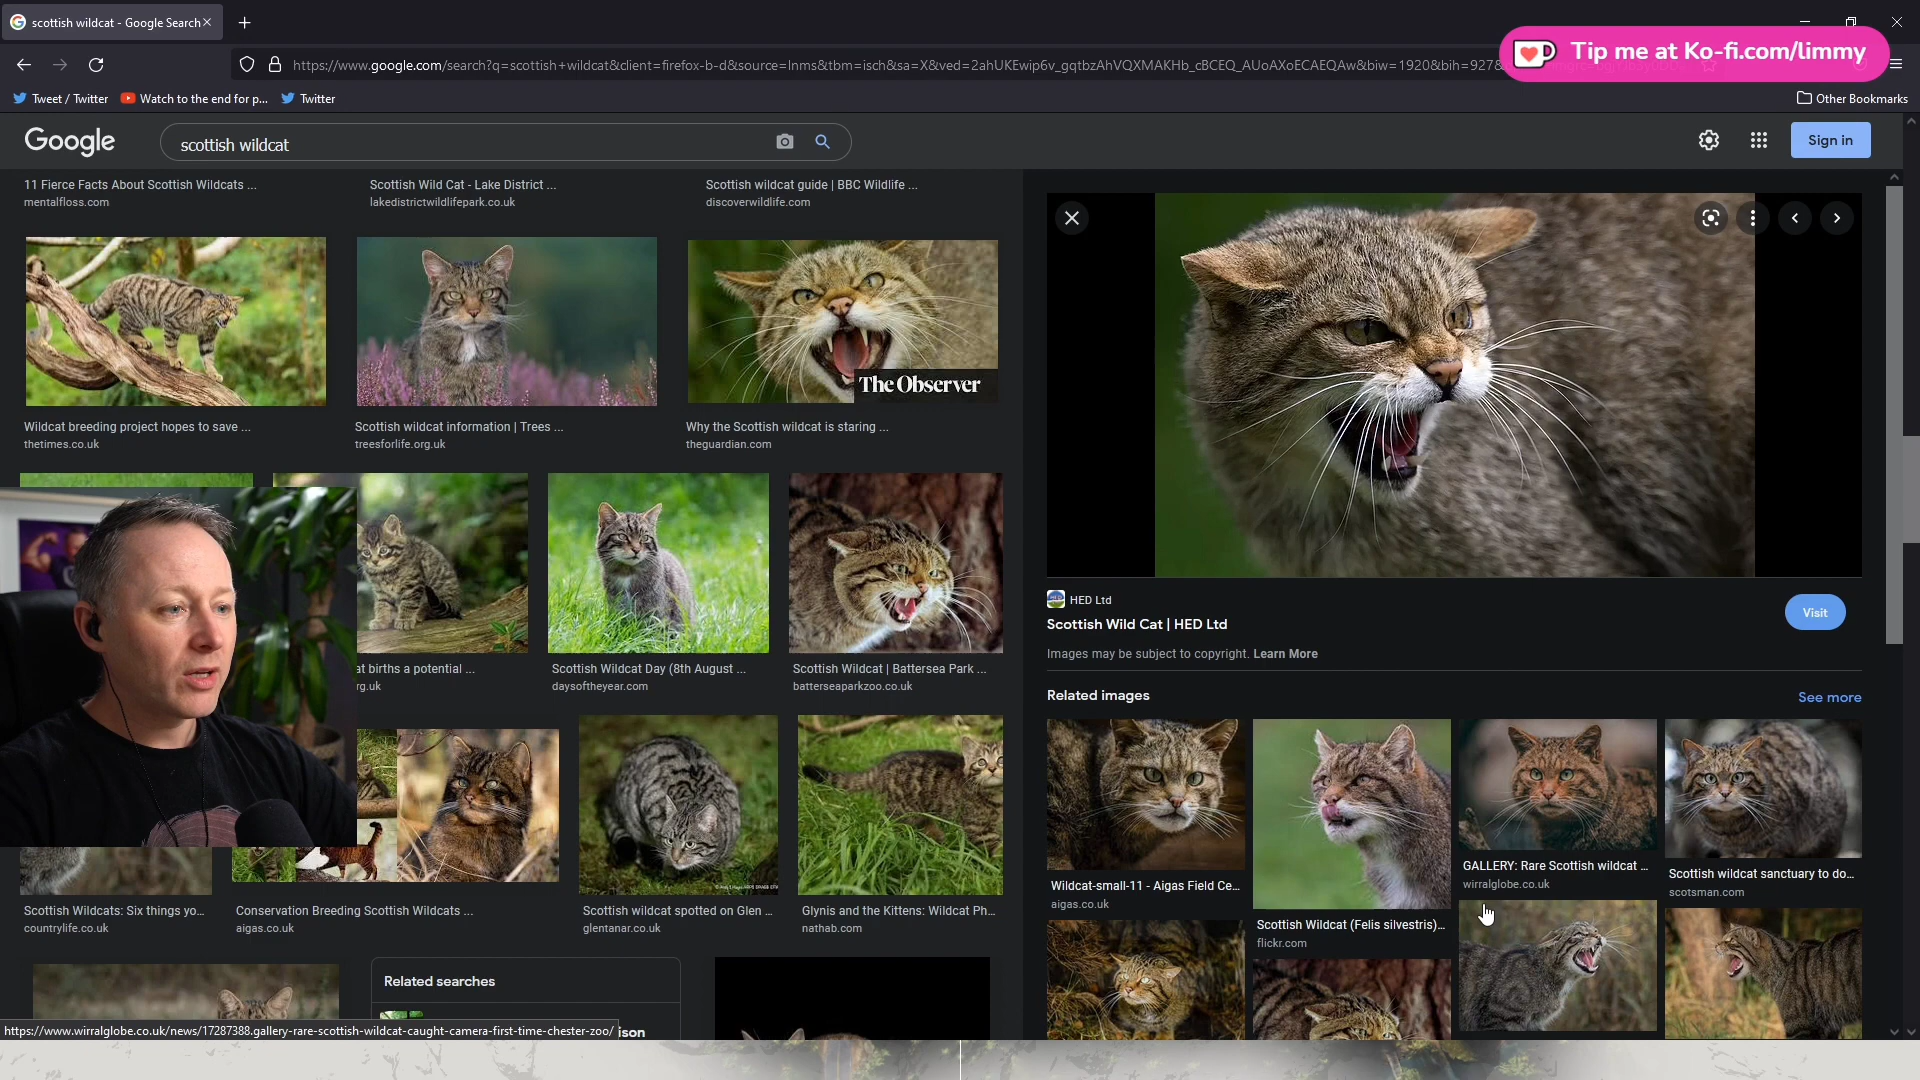 scottish wildcat - Google Search
Tip me at Ko-fi.com/limmy
https://www.google.com/search?q=scottish+wildcat&client=firefox-b-d&source=lnms&tbm=isch&sa=X&ved=2ahUKEwip6v_gqtbzAhVQXMAKHb_cBCEQ_AUoAXoECAEQAw&biw=1920&bih=927&
Tweet / Twitter
Watch to the end for p...
Twitter
Other Bookmarks
Google
scottish wildcat
Sign in
11 Fierce Facts About Scottish Wildcats ...
mentalfloss.com
Scottish Wild Cat - Lake District ...
lakedistrictwildlifepark.co.uk
Scottish wildcat guide | BBC Wildlife ...
discoverwildlife.com
The Observer
Wildcat breeding project hopes to save ...
thetimes.co.uk
Scottish wildcat information | Trees ...
treesforlife.org.uk
Why the Scottish wildcat is staring ...
theguardian.com
at births a potential ...
rg.uk
Scottish Wildcat Day (8th August ...
daysoftheyear.com
Scottish Wildcat | Battersea Park ...
batterseaparkzoo.co.uk
Scottish Wildcats: Six things yo...
countrylife.co.uk
Conservation Breeding Scottish Wildcats ...
aigas.co.uk
Scottish wildcat spotted on Glen ...
glentanar.co.uk
Glynis and the Kittens: Wildcat Ph...
nathab.com
Related searches
ison
https://www.wirralglobe.co.uk/news/17287388.gallery-rare-scottish-wildcat-caught-camera-first-time-chester-zoo/
HED Ltd
Scottish Wild Cat | HED Ltd
Visit
Images may be subject to copyright. Learn More
Related images
See more
Wildcat-small-11 - Aigas Field Ce...
aigas.co.uk
Scottish Wildcat (Felis silvestris)...
flickr.com
GALLERY: Rare Scottish wildcat ...
wirralglobe.co.uk
Scottish wildcat sanctuary to do...
scotsman.com